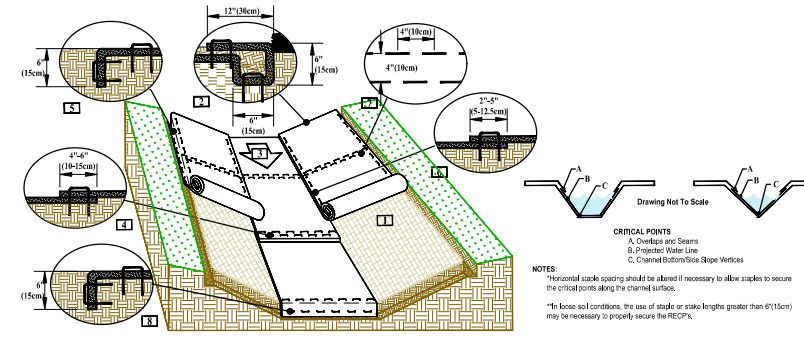 12"(30cm)
6"
(15cm)
5
2
6"
(15cm)
6"
(15cm)
4"(10cm)
4"(10cm)
7
2"-5"
(5-12.5cm)
6
3
4"-6"
(10-15cm)
4
1
6"
(15cm)
8
A
B
C
Drawing Not To Scale
A
B
C
CRITICAL POINTS
A. Overlaps and Seams
B. Projected Water Line
C. Channel Bottom/Side Slope Vertices
NOTES:
*Horizontal staple spacing should be altered if necessary to allow staples to secure
the critical points along the channel surface.
**In loose soil conditions, the use of staple or stake lengths greater than 6"(15cm)
may be necessary to properly secure the RECP's.